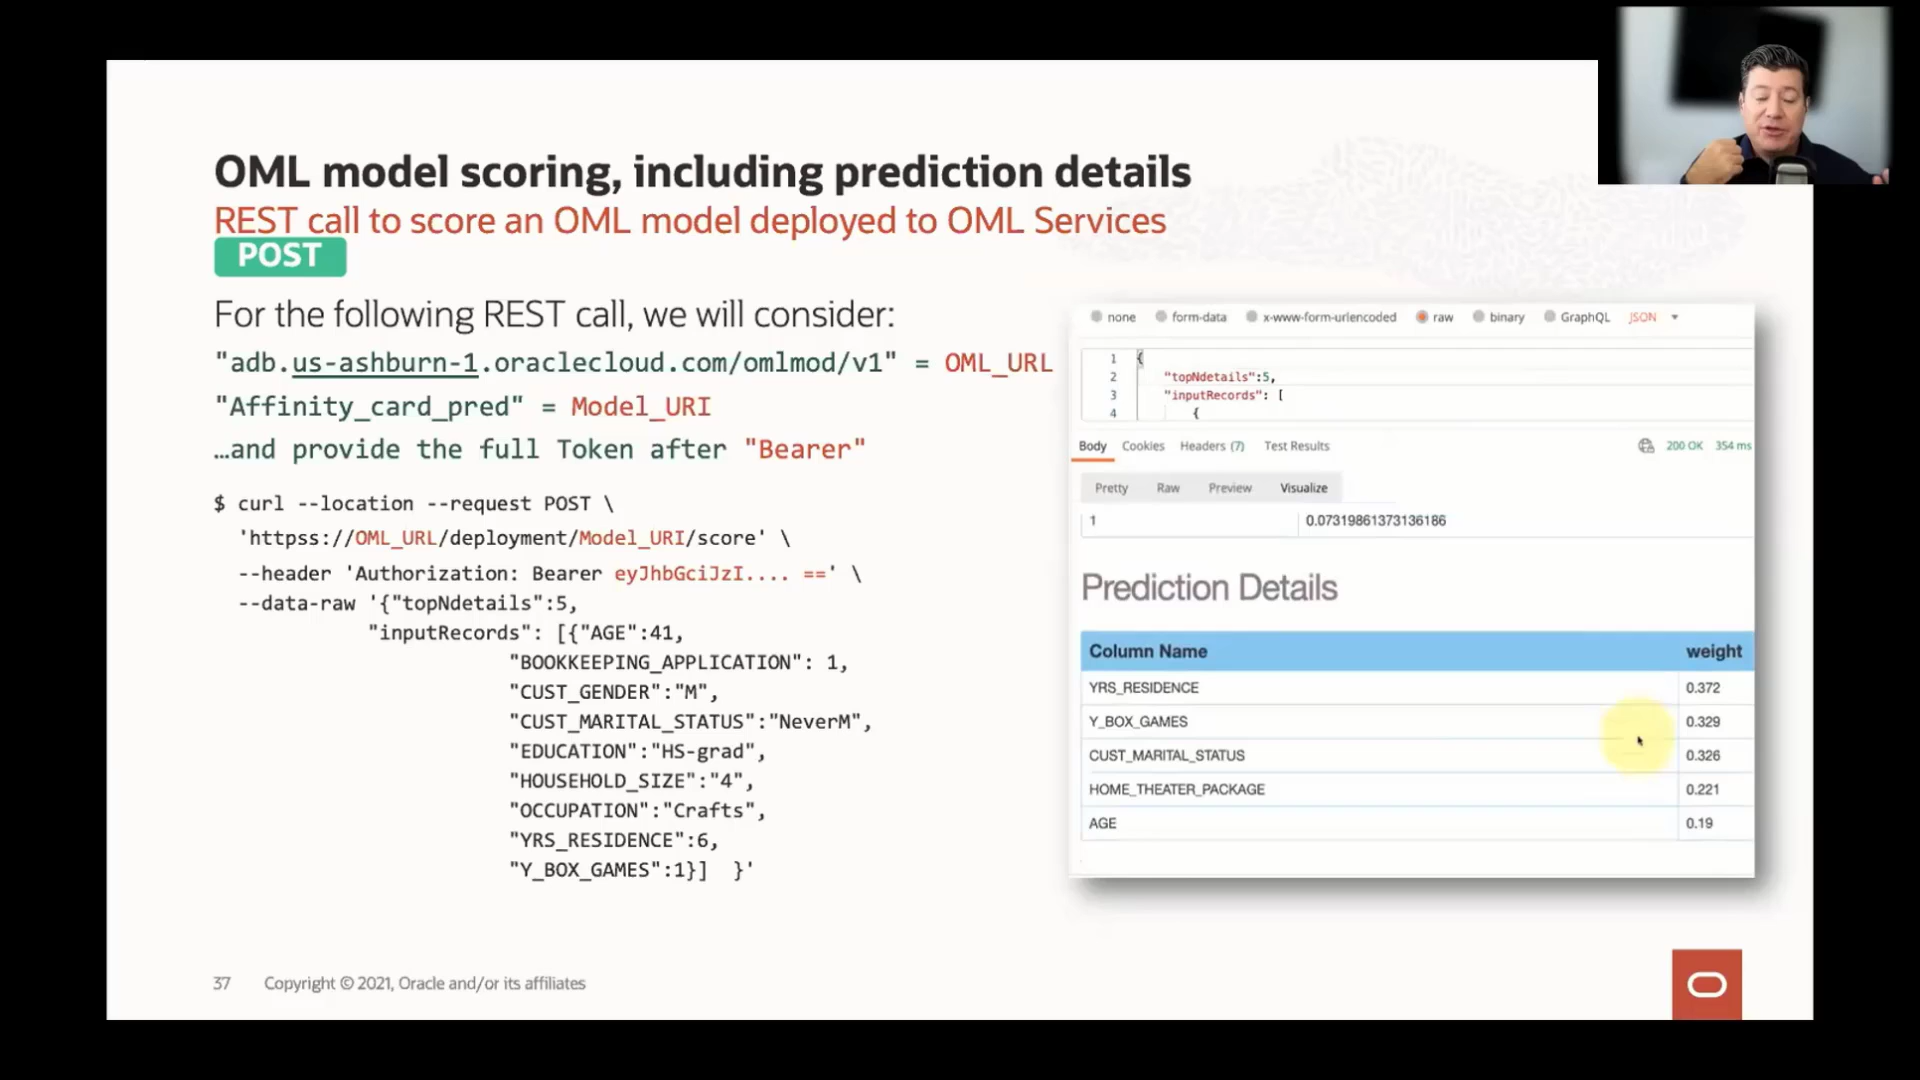 OML model scoring, including prediction details
REST call to score an OML model deployed to OML Services
POST
For the following REST call, we will consider:
"adb.us-ashburn-1.oraclecloud.com/omlmod/v1" = OML_URL
"Affinity_card_pred" = Model_URI
…and provide the full Token after "Bearer"
$ curl --location --request POST \
'httpss://OML_URL/deployment/Model_URI/score' \
--header 'Authorization: Bearer eyJhbGciJzI.... ==' \
--data-raw '{"topNdetails":5,
"inputRecords": [{"AGE":41,
"BOOKKEEPING_APPLICATION": 1,
"CUST_GENDER":"M",
"CUST_MARITAL_STATUS":"NeverM",
"EDUCATION":"HS-grad",
"HOUSEHOLD_SIZE":"4",
"OCCUPATION":"Crafts",
"YRS_RESIDENCE":6,
"Y_BOX_GAMES":1}] }'
none form-data x-www-form-urlencoded raw binary GraphQL JSON
1 {
2 "topNdetails":5,
3 "inputRecords": [
4 {
Body Cookies Headers (7) Test Results 200 OK 354 ms
Pretty Raw Preview Visualize
1 0.07319861373136186
Prediction Details
Column Name weight
YRS_RESIDENCE 0.372
Y_BOX_GAMES 0.329
CUST_MARITAL_STATUS 0.326
HOME_THEATER_PACKAGE 0.221
AGE 0.19
37 Copyright © 2021, Oracle and/or its affiliates